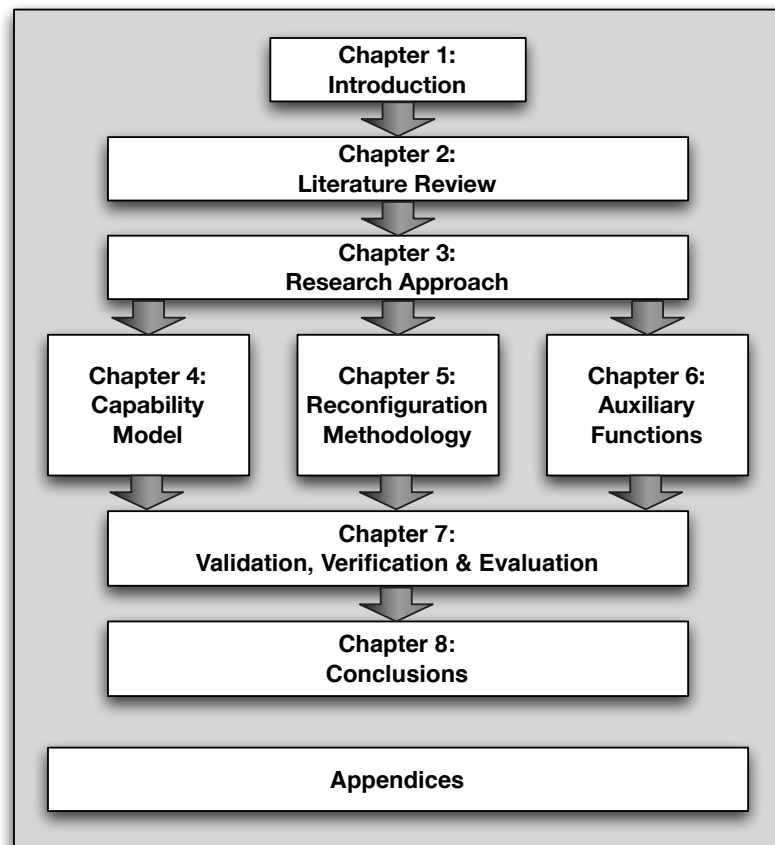 Chapter 1:
Introduction
Chapter 2:
Literature Review
Chapter 3:
Research Approach
Chapter 4:
Capability
Model
Chapter 5:
Reconfiguration
Methodology
Chapter 6:
Auxiliary
Functions
Chapter 7:
Validation, Verification & Evaluation
Chapter 8:
Conclusions
Appendices